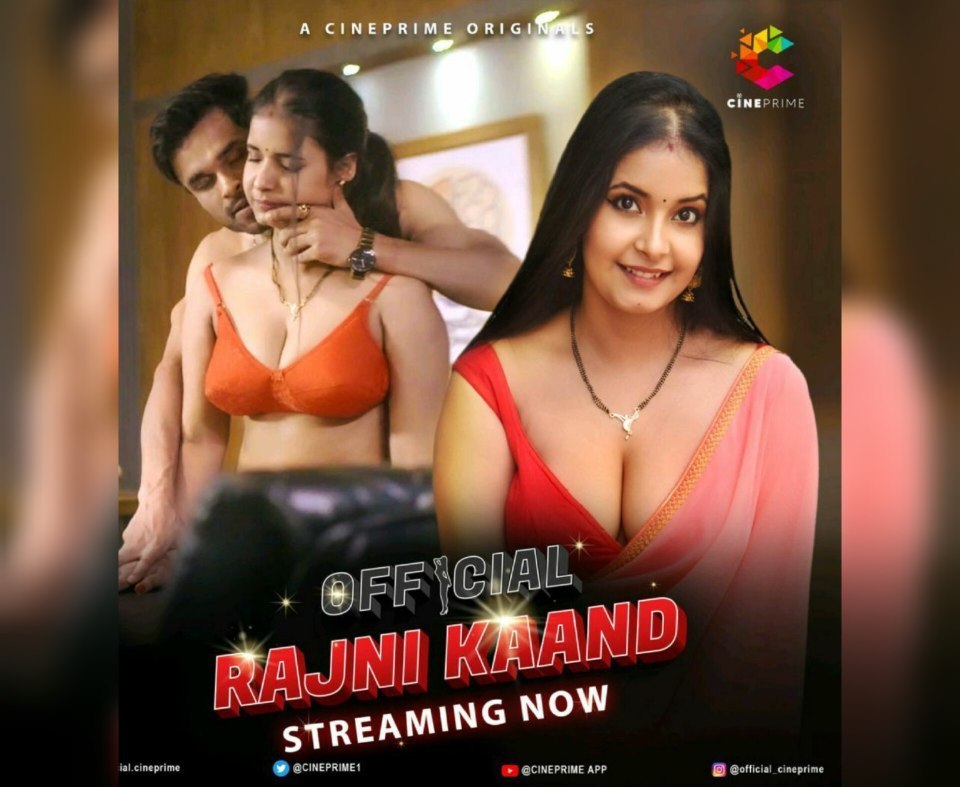 A CINEPRIME ORIGINALS
CINEPRIME
OFFICIAL
RAJNI KAAND
STREAMING NOW
ial.cineprime
@CINEPRIME1
@CINEPRIME APP
@official_cineprime